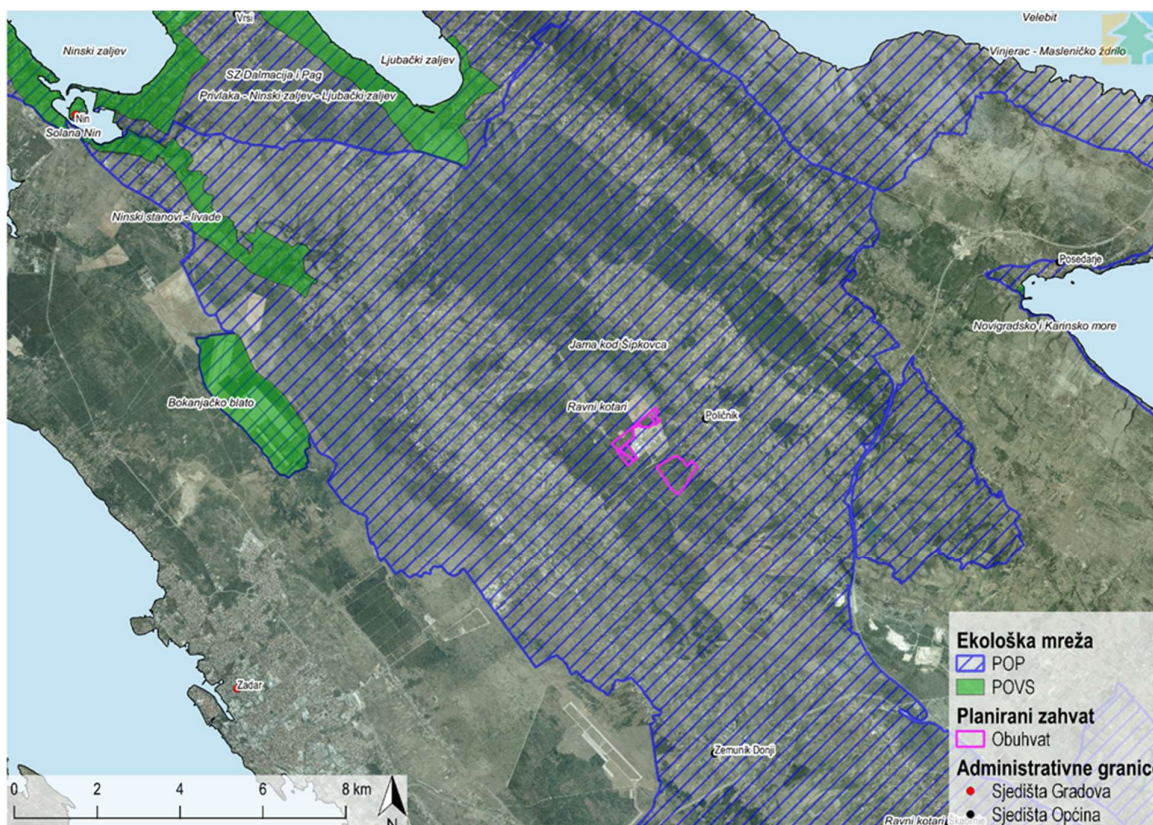 Vrsi
Velebit
Ninski zaljev
Ljubački zaljev
Vinjerac - Masleničko ždrilo
SZ Dalmacija i Pag
Privlaka - Ninski zaljev - Ljubački zaljev
Nin
Solana Nin
Ninski stanovi - livade
Posedarje
Novigradsko i Karinsko more
Jama kod Šipkovca
Bokanjačko blato
Ravni kotari
Poličnik
Zadar
Zemunik Donji
Ekološka mreža
POP
POVS
Planirani zahvat
Obuhvat
Administrativne granice
Sjedišta Gradova
Sjedišta Općina
0 2 4 6 8 km
N
Ravni kotari